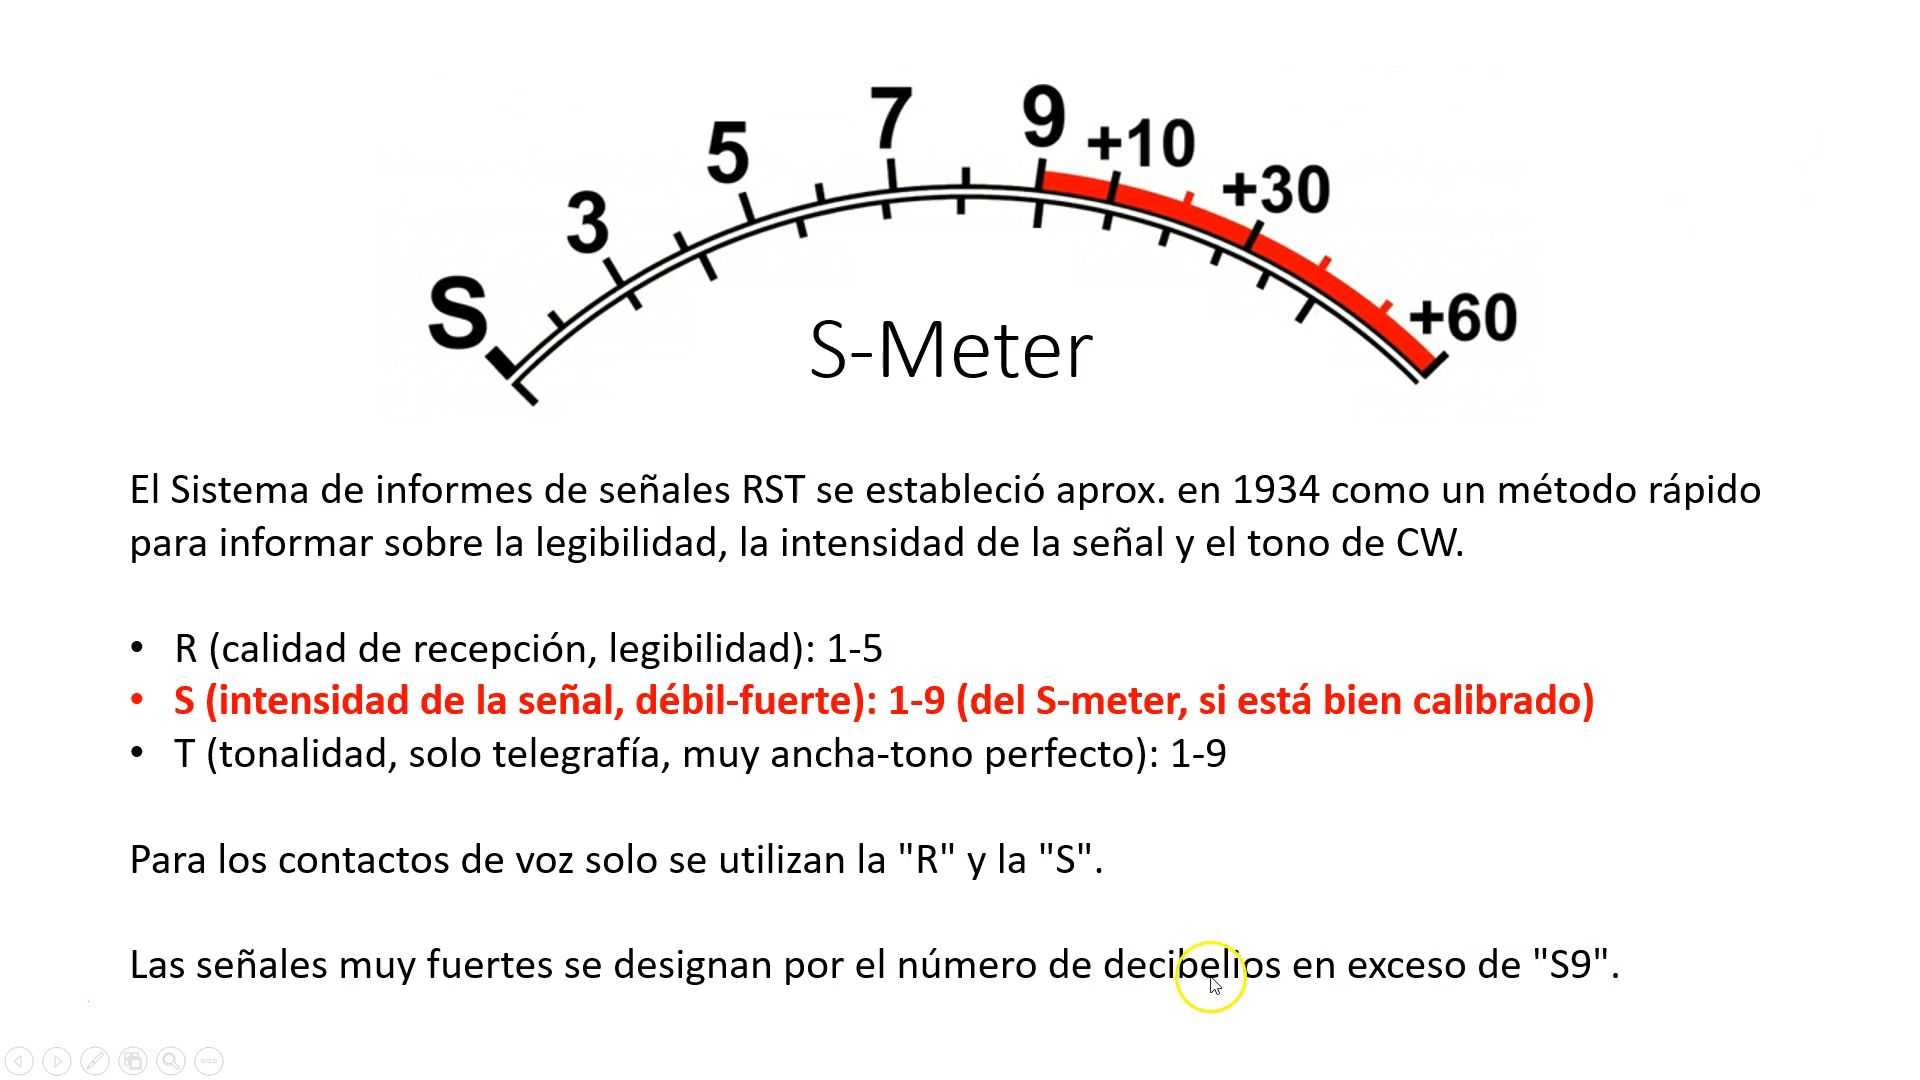 S 3 5 7 9 +10 +30 +60
S-Meter
El Sistema de informes de señales RST se estableció aprox. en 1934 como un método rápido
para informar sobre la legibilidad, la intensidad de la señal y el tono de CW.
• R (calidad de recepción, legibilidad): 1-5
• S (intensidad de la señal, débil-fuerte): 1-9 (del S-meter, si está bien calibrado)
• T (tonalidad, solo telegrafía, muy ancha-tono perfecto): 1-9
Para los contactos de voz solo se utilizan la "R" y la "S".
Las señales muy fuertes se designan por el número de decibelios en exceso de "S9".